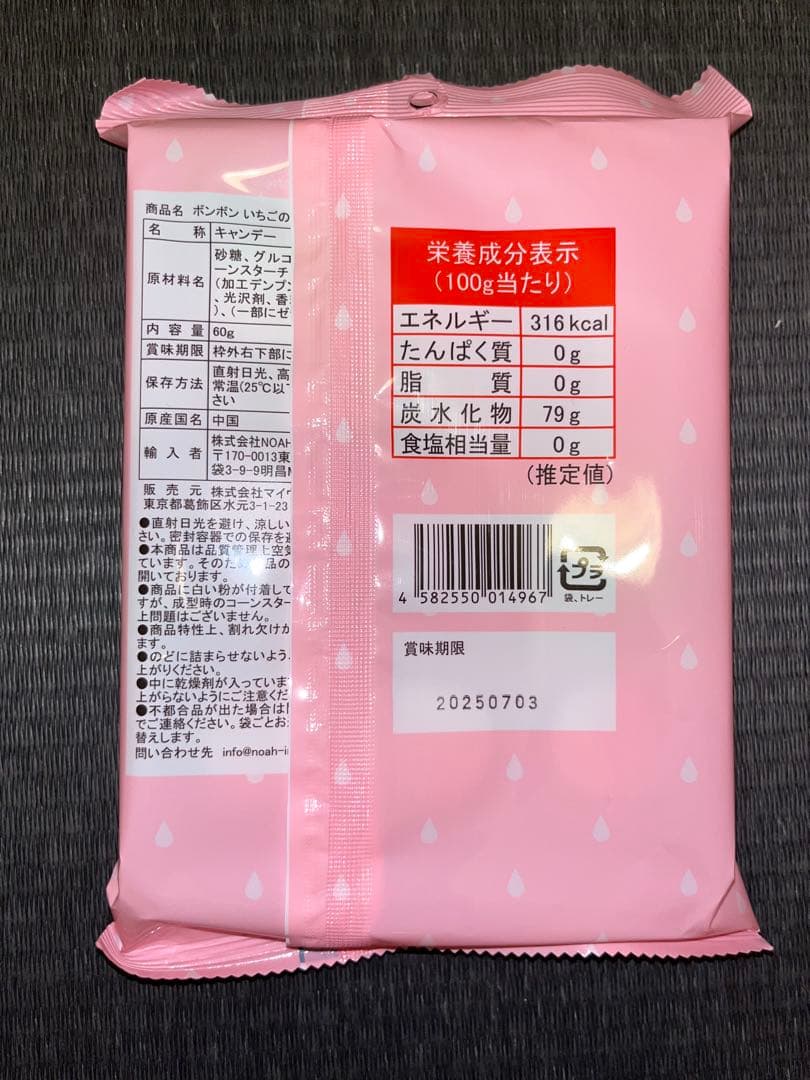 商品名 ボンボン いちごの
名 称 キャンデー
原材料名 砂糖、グルコ
ーンスターチ
(加工デンプン
、光沢剤、香
)、(一部にゼ
内容量 60g
賞味期限 枠外右下部に
保存方法 直射日光、高
常温(25℃以
さい
原産国名 中国
輸入者 株式会社NOAH
〒170-0013東
袋3-9-9明昌
販売元 株式会社マイ
東京都葛飾区水元3-1-23
●直射日光を避け、涼しい
さい。密封容器での保存を
●本商品は品質管理上空気
ています。そのため 品の
開いております。
●商品に白い粉が付着して
すが、成型時のコーンスター
上問題はございません。
●商品特性上、割れ欠けが
ます。
●のどに詰まらせないよう
上がりください。
●中に乾燥剤が入っていま
上がらないようにご注意くだ
●不都合品が出た場合は
でご連絡ください。袋ごとお
替えします。
問い合わせ先 info@noah-i
栄養成分表示
(100g当たり)
エネルギー 316kcal
たんぱく質 0g
脂質 0g
炭水化物 79g
食塩相当量 0g
(推定値)
4 582550 014967
プラ
袋、トレー
賞味期限
20250703